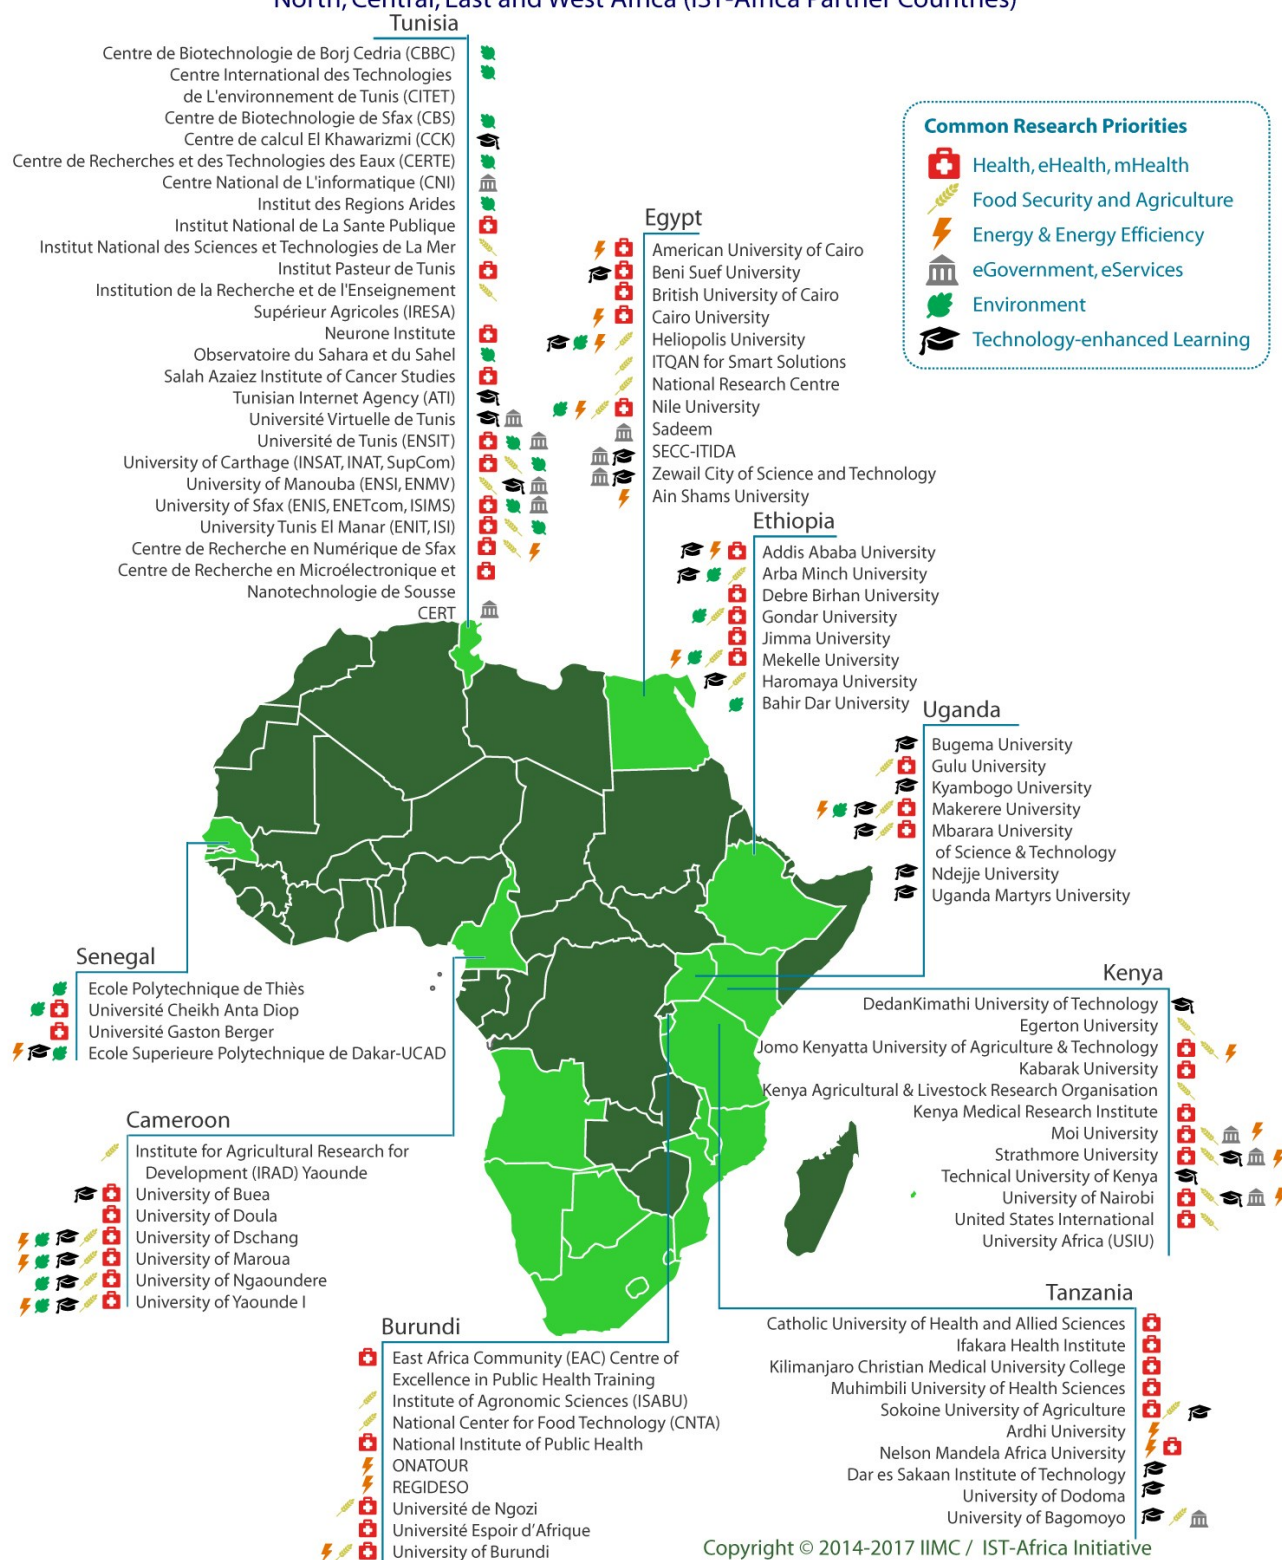 North, Central, East and West Africa (IST-Africa Partner Countries)
Tunisia
Centre de Biotechnologie de Borj Cedria (CBBC)
Centre International des Technologies
de L'environnement de Tunis (CITET)
Centre de Biotechnologie de Sfax (CBS)
Centre de calcul El Khawarizmi (CCK)
Centre de Recherches et des Technologies des Eaux (CERTE)
Centre National de L'informatique (CNI)
Institut des Regions Arides
Institut National de La Sante Publique
Institut National des Sciences et Technologies de La Mer
Institut Pasteur de Tunis
Institution de la Recherche et de l'Enseignement
Supérieur Agricoles (IRESA)
Neurone Institute
Observatoire du Sahara et du Sahel
Salah Azaiez Institute of Cancer Studies
Tunisian Internet Agency (ATI)
Université Virtuelle de Tunis
Université de Tunis (ENSIT)
University of Carthage (INSAT, INAT, SupCom)
University of Manouba (ENSI, ENMV)
University of Sfax (ENIS, ENETcom, ISIMS)
University Tunis El Manar (ENIT, ISI)
Centre de Recherche en Numérique de Sfax
Centre de Recherche en Microélectronique et
Nanotechnologie de Sousse
CERT
Common Research Priorities
Health, eHealth, mHealth
Food Security and Agriculture
Energy & Energy Efficiency
eGovernment, eServices
Environment
Technology-enhanced Learning
Egypt
American University of Cairo
Beni Suef University
British University of Cairo
Cairo University
Heliopolis University
ITQAN for Smart Solutions
National Research Centre
Nile University
Sadeem
SECC-ITIDA
Zewail City of Science and Technology
Ain Shams University
Ethiopia
Addis Ababa University
Arba Minch University
Debre Birhan University
Gondar University
Jimma University
Mekelle University
Haromaya University
Bahir Dar University
Uganda
Bugema University
Gulu University
Kyambogo University
Makerere University
Mbarara University
of Science & Technology
Ndejje University
Uganda Martyrs University
Senegal
Ecole Polytechnique de Thiès
Université Cheikh Anta Diop
Université Gaston Berger
Ecole Superieure Polytechnique de Dakar-UCAD
Kenya
DedanKimathi University of Technology
Egerton University
Jomo Kenyatta University of Agriculture & Technology
Kabarak University
Kenya Agricultural & Livestock Research Organisation
Kenya Medical Research Institute
Moi University
Strathmore University
Technical University of Kenya
University of Nairobi
United States International
University Africa (USIU)
Cameroon
Institute for Agricultural Research for
Development (IRAD) Yaounde
University of Buea
University of Doula
University of Dschang
University of Maroua
University of Ngaoundere
University of Yaounde I
Burundi
East Africa Community (EAC) Centre of
Excellence in Public Health Training
Institute of Agronomic Sciences (ISABU)
National Center for Food Technology (CNTA)
National Institute of Public Health
ONATOUR
REGIDESO
Université de Ngozi
Université Espoir d’Afrique
University of Burundi
Tanzania
Catholic University of Health and Allied Sciences
Ifakara Health Institute
Kilimanjaro Christian Medical University College
Muhimbili University of Health Sciences
Sokoine University of Agriculture
Ardhi University
Nelson Mandela Africa University
Dar es Sakaan Institute of Technology
University of Dodoma
University of Bagomoyo
Copyright © 2014-2017 IIMC / IST-Africa Initiative